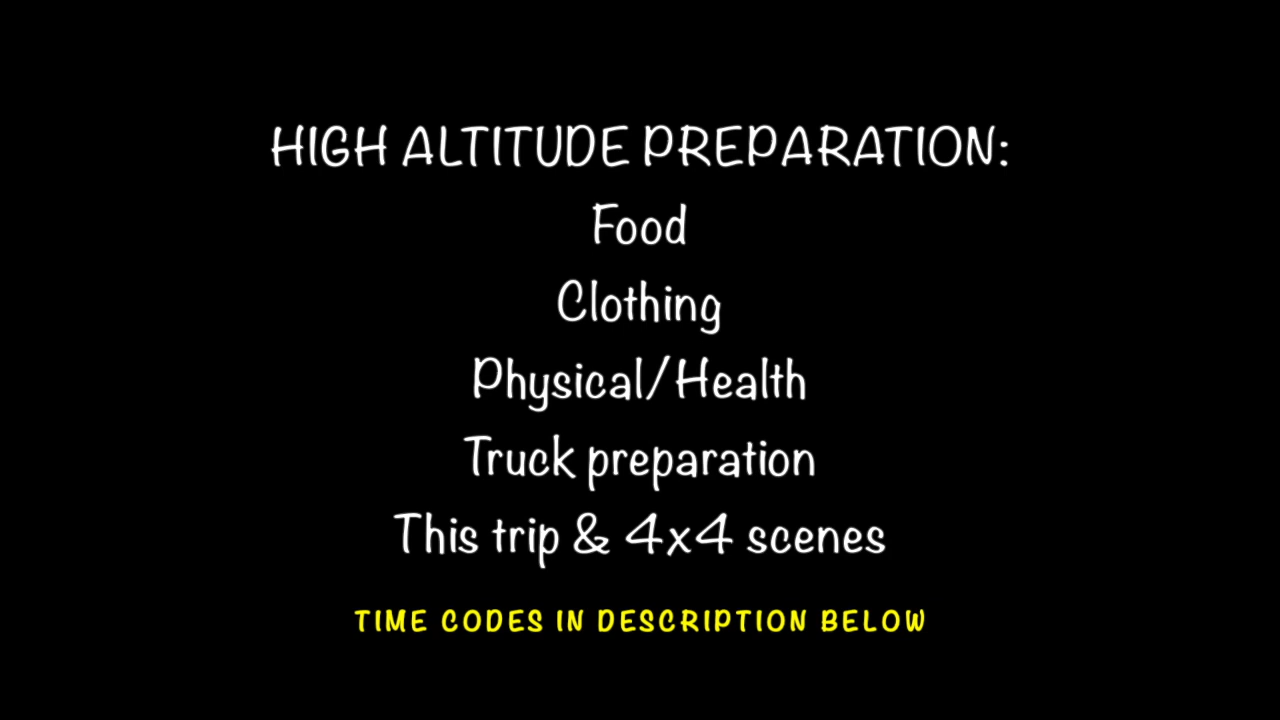 HIGH ALTITUDE PREPARATION:
Food
Clothing
Physical/Health
Truck preparation
This trip & 4x4 scenes
TIME CODES IN DESCRIPTION BELOW